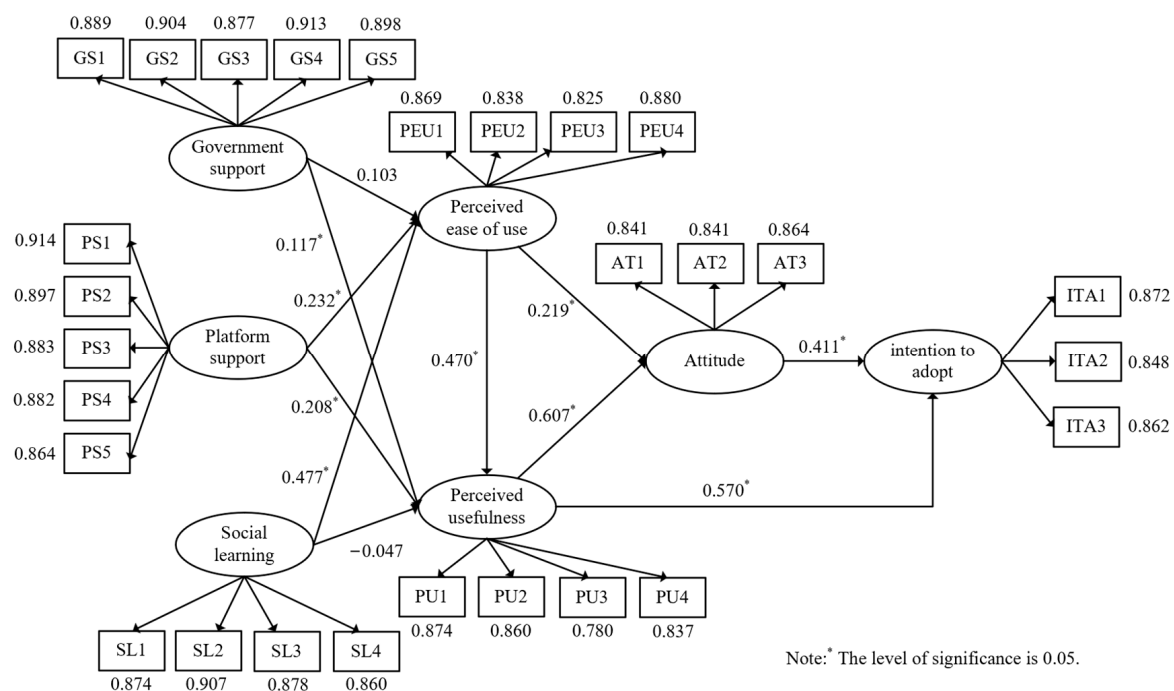 0.889 0.904 0.877 0.913 0.898
GS1 GS2 GS3 GS4 GS5
Government
support
0.869 0.838 0.825 0.880
PEU1 PEU2 PEU3 PEU4
0.103
Perceived
ease of use
0.914 PS1
0.897 PS2
0.883 PS3
0.882 PS4
0.864 PS5
0.117*
0.232*
Platform
support
0.208*
0.477*
0.841 0.841 0.864
AT1 AT2 AT3
0.219*
0.470*
Attitude
0.411*
intention to
adopt
ITA1 0.872
ITA2 0.848
ITA3 0.862
0.607*
Perceived
usefulness
0.570*
Social
learning
−0.047
PU1 PU2 PU3 PU4
0.874 0.860 0.780 0.837
SL1 SL2 SL3 SL4
0.874 0.907 0.878 0.860
Note:* The level of significance is 0.05.